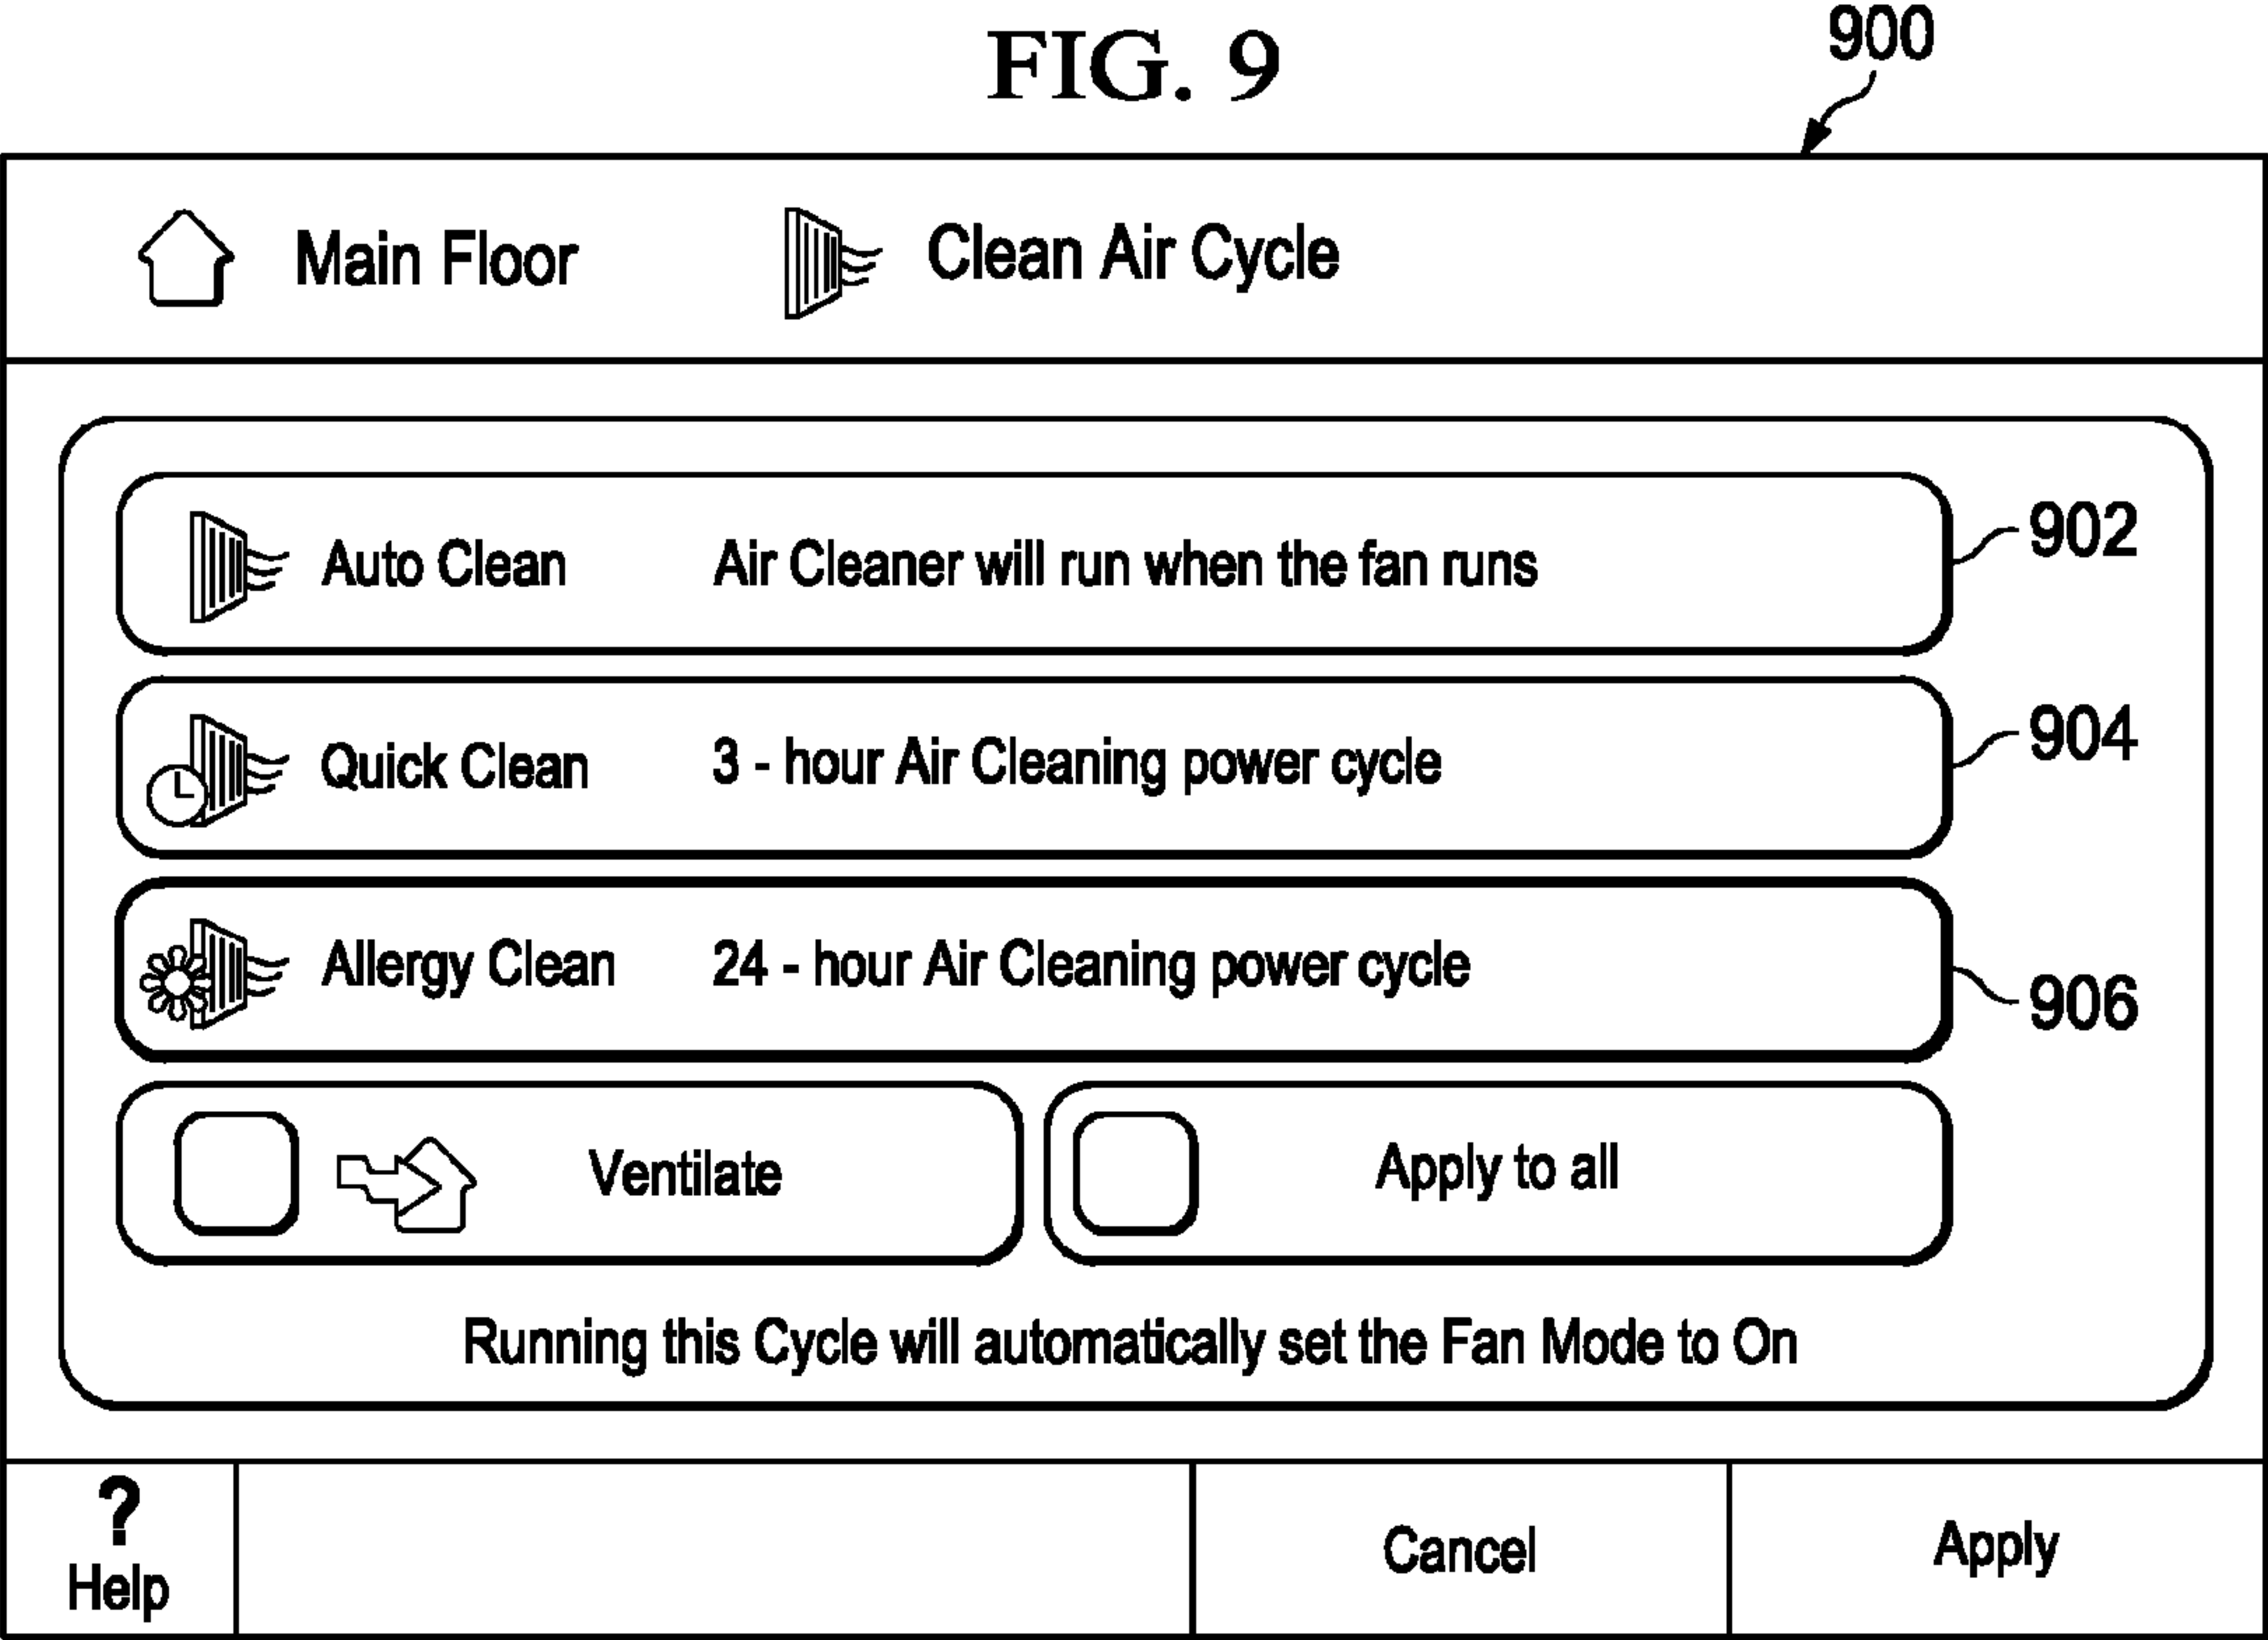 FIG. 9
900
Main Floor Clean Air Cycle
Auto Clean Air Cleaner will run when the fan runs 902
Quick Clean 3 - hour Air Cleaning power cycle 904
Allergy Clean 24 - hour Air Cleaning power cycle 906
Ventilate Apply to all
Running this Cycle will automatically set the Fan Mode to On
?
Help Cancel Apply